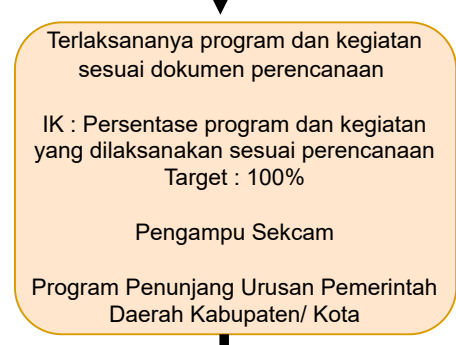 Terlaksananya program dan kegiatan
sesuai dokumen perencanaan
IK : Persentase program dan kegiatan
yang dilaksanakan sesuai perencanaan
Target : 100%
Pengampu Sekcam
Program Penunjang Urusan Pemerintah
Daerah Kabupaten/ Kota